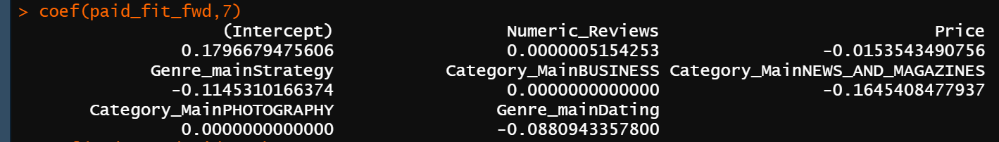 > coef(paid_fit_fwd,7)
(Intercept) Numeric_Reviews Price
0.1796679475606 0.0000005154253 -0.0153543490756
Genre_mainStrategy Category_MainBUSINESS Category_MainNEWS_AND_MAGAZINES
-0.1145310166374 0.0000000000000 -0.1645408477937
Category_MainPHOTOGRAPHY Genre_mainDating
0.0000000000000 -0.0880943357800